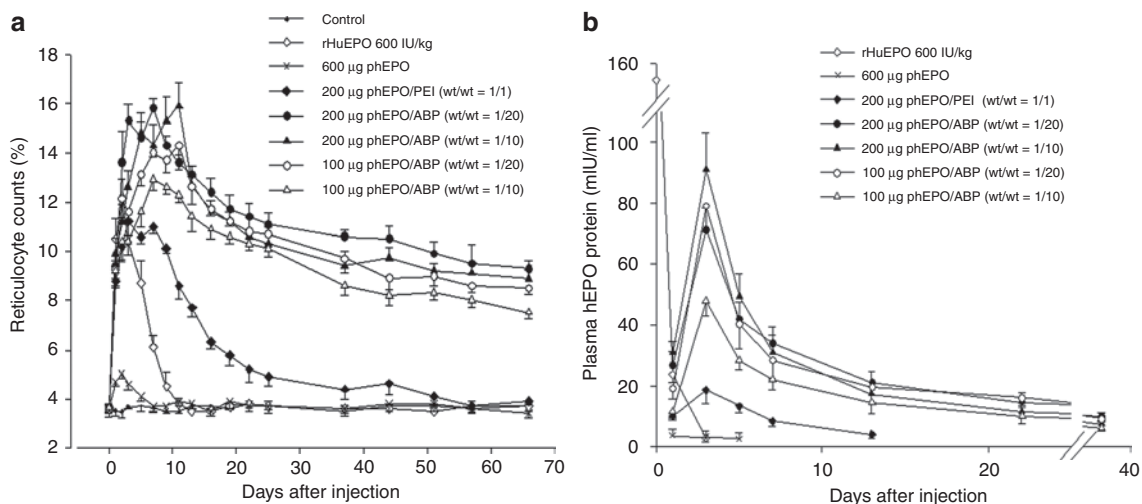 a
Control
rHuEPO 600 IU/kg
600 μg phEPO
200 μg phEPO/PEI (wt/wt = 1/1)
200 μg phEPO/ABP (wt/wt = 1/20)
200 μg phEPO/ABP (wt/wt = 1/10)
100 μg phEPO/ABP (wt/wt = 1/20)
100 μg phEPO/ABP (wt/wt = 1/10)
Reticulocyte counts (%)
18
16
14
12
10
8
6
4
2
0 10 20 30 40 50 60 70
Days after injection
b
rHuEPO 600 IU/kg
600 μg phEPO
200 μg phEPO/PEI (wt/wt = 1/1)
200 μg phEPO/ABP (wt/wt = 1/20)
200 μg phEPO/ABP (wt/wt = 1/10)
100 μg phEPO/ABP (wt/wt = 1/20)
100 μg phEPO/ABP (wt/wt = 1/10)
Plasma hEPO protein (mIU/ml)
160
100
80
60
40
20
0
0 10 20 40
Days after injection